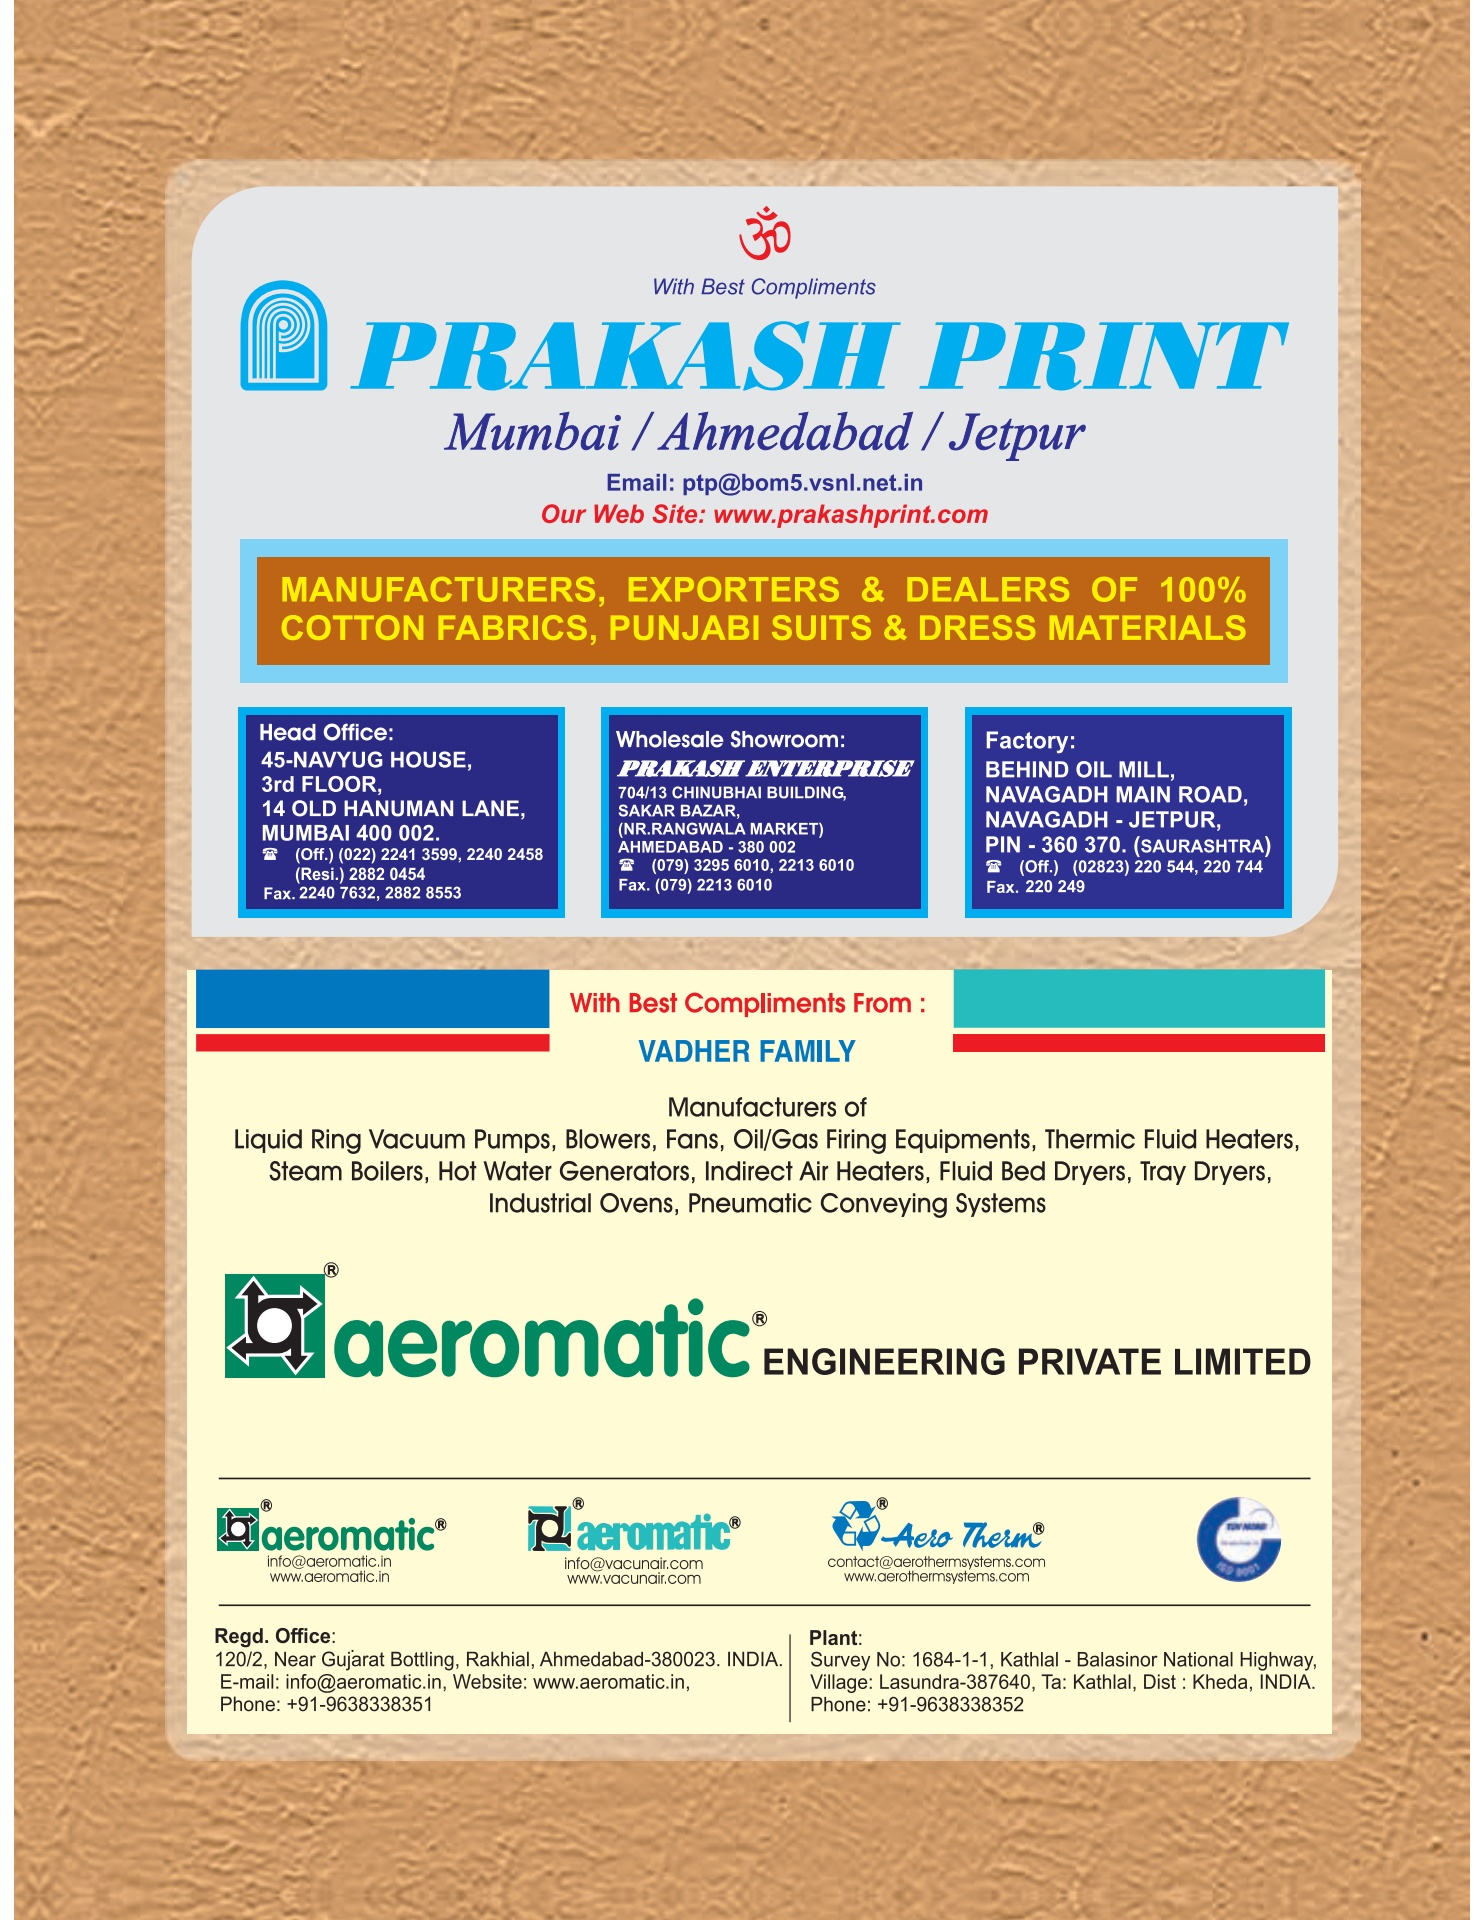 ॐ
With Best Compliments
PRAKASH PRINT
Mumbai / Ahmedabad / Jetpur
Email: ptp@bom5.vsnl.net.in
Our Web Site: www.prakashprint.com
MANUFACTURERS, EXPORTERS & DEALERS OF 100%
COTTON FABRICS, PUNJABI SUITS & DRESS MATERIALS
Head Office:
45-NAVYUG HOUSE,
3rd FLOOR,
14 OLD HANUMAN LANE,
MUMBAI 400 002.
☎ (Off.) (022) 2241 3599, 2240 2458
(Resi.) 2882 0454
Fax. 2240 7632, 2882 8553
Wholesale Showroom:
PRAKASH ENTERPRISE
704/13 CHINUBHAI BUILDING,
SAKAR BAZAR,
(NR.RANGWALA MARKET)
AHMEDABAD - 380 002
☎ (079) 3295 6010, 2213 6010
Fax. (079) 2213 6010
Factory:
BEHIND OIL MILL,
NAVAGADH MAIN ROAD,
NAVAGADH - JETPUR,
PIN - 360 370. (SAURASHTRA)
☎ (Off.) (02823) 220 544, 220 744
Fax. 220 249
With Best Compliments From :
VADHER FAMILY
Manufacturers of
Liquid Ring Vacuum Pumps, Blowers, Fans, Oil/Gas Firing Equipments, Thermic Fluid Heaters,
Steam Boilers, Hot Water Generators, Indirect Air Heaters, Fluid Bed Dryers, Tray Dryers,
Industrial Ovens, Pneumatic Conveying Systems
® aeromatic® ENGINEERING PRIVATE LIMITED
® aeromatic®
info@aeromatic.in
www.aeromatic.in
® aeromatic®
info@vacunair.com
www.vacunair.com
® Aero Therm®
contact@aerothermsystems.com
www.aerothermsystems.com
ISO 9001
Regd. Office:
120/2, Near Gujarat Bottling, Rakhial, Ahmedabad-380023. INDIA.
E-mail: info@aeromatic.in, Website: www.aeromatic.in,
Phone: +91-9638338351
Plant:
Survey No: 1684-1-1, Kathlal - Balasinor National Highway,
Village: Lasundra-387640, Ta: Kathlal, Dist : Kheda, INDIA.
Phone: +91-9638338352